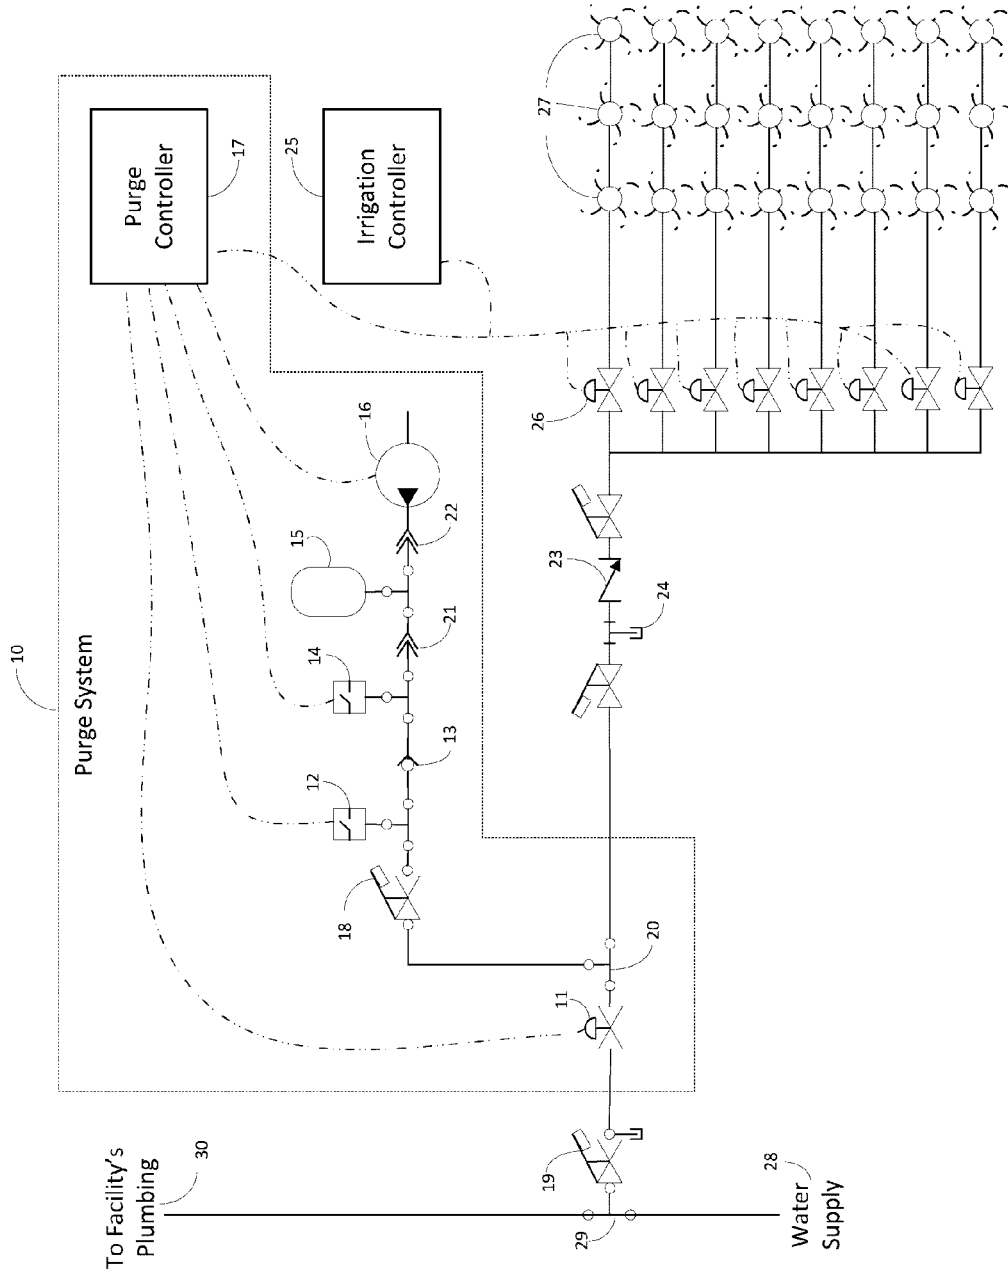 10
Purge System
Purge
Controller
17
25
Irrigation
Controller
16
15
22
21
14
13
12
18
11
20
19
23
24
26
27
To Facility's
Plumbing
30
29
28
Water
Supply